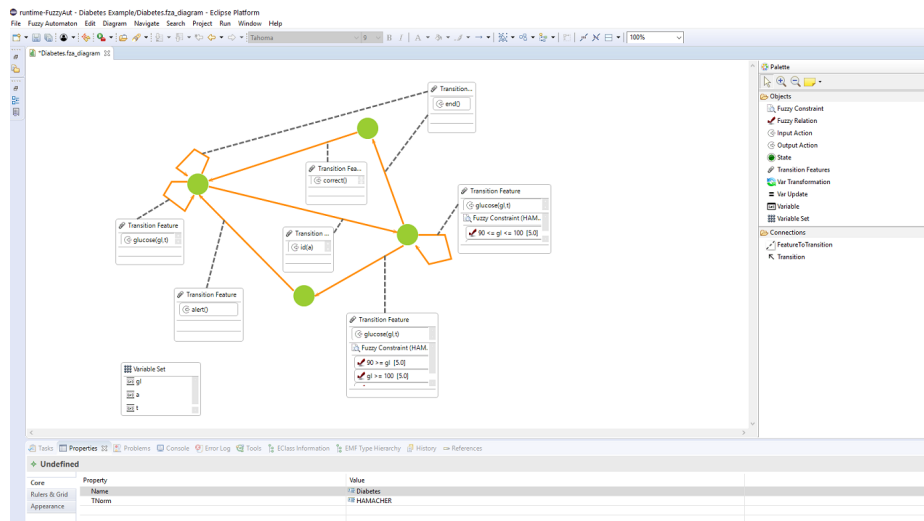 runtime-FuzzyAut - Diabetes Example/Diabetes.fza_diagram - Eclipse Platform
File Fuzzy Automaton Edit Diagram Navigate Search Project Run Window Help
Tahoma 9 B I A 100%
*Diabetes.fza_diagram
Transition...
end()
Transition Fea...
correct()
Transition Feature
glucose(gl,t)
Fuzzy Constraint (HAM...
90 <= gl <= 100 [5.0]
Transition Feature
glucose(gl,t)
Transition ...
id(a)
Transition Feature
alert()
Transition Feature
glucose(gl,t)
Fuzzy Constraint (HAM...
90 >= gl [5.0]
gl >= 100 [5.0]
Variable Set
gl
a
t
Palette
Objects
Fuzzy Constraint
Fuzzy Relation
Input Action
Output Action
State
Transition Features
Var Transformation
Var Update
Variable
Variable Set
Connections
FeatureToTransition
Transition
Tasks Properties Problems Console Error Log Tools EClass Information EMF Type Hierarchy History References
Undefined
Core
Rulers & Grid
Appearance
Property Value
Name Diabetes
TNorm HAMACHER